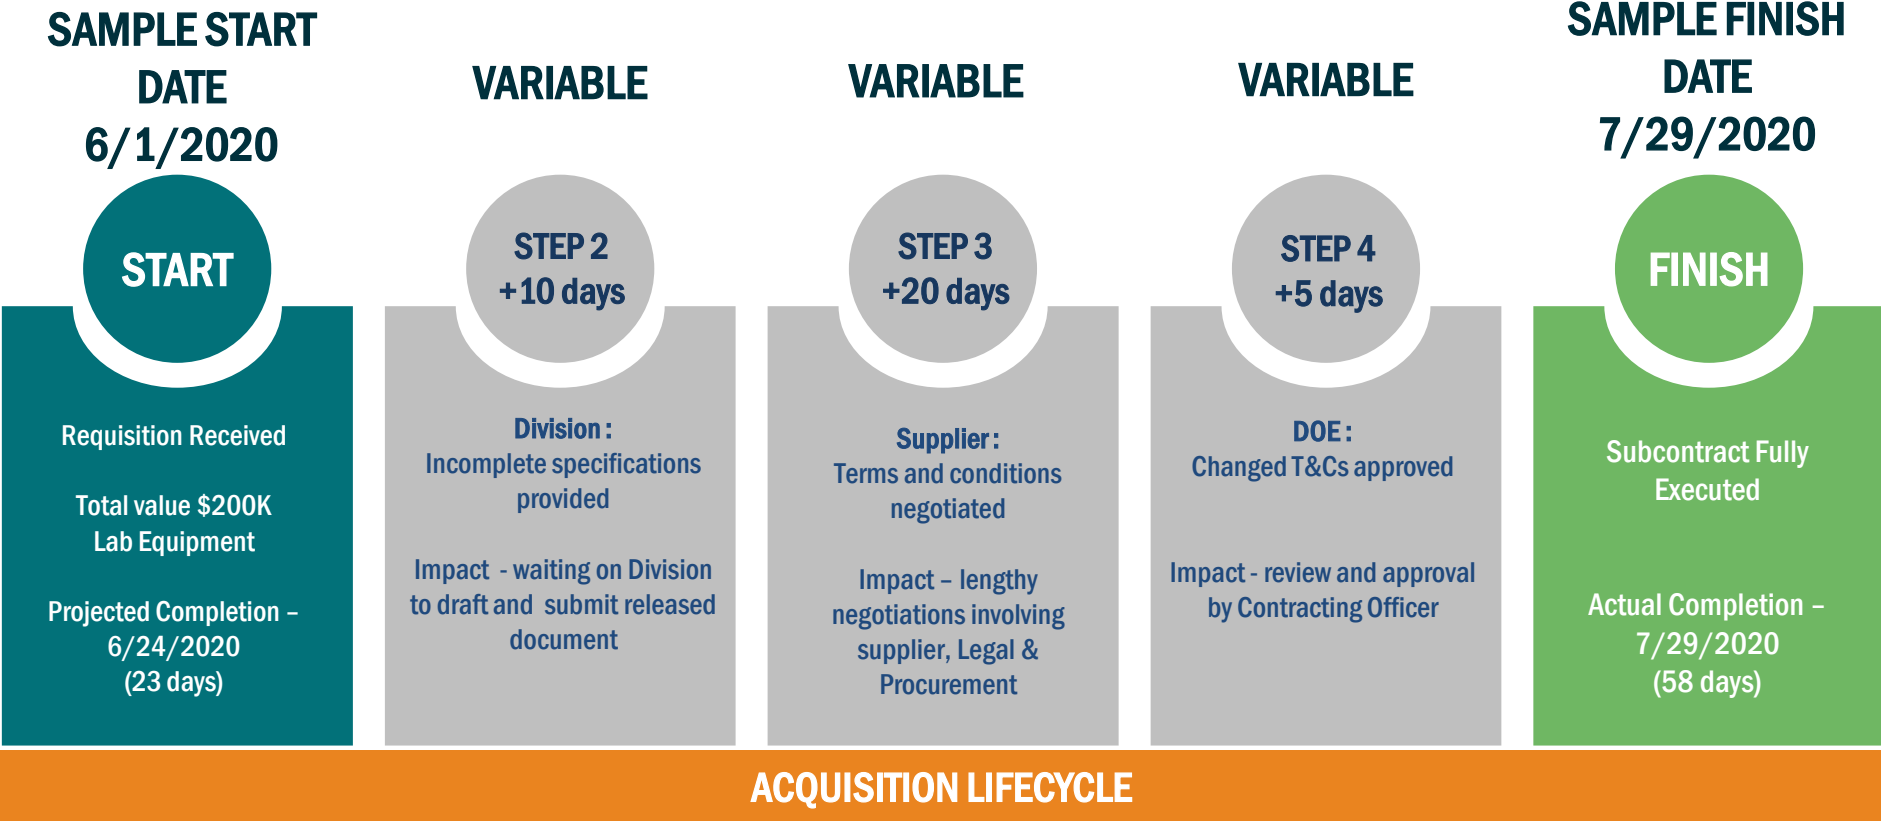 SAMPLE START
DATE
6/1/2020
START
Requisition Received
Total value $200K
Lab Equipment
Projected Completion –
6/24/2020
(23 days)
VARIABLE
STEP 2
+10 days
Division :
Incomplete specifications
provided
Impact - waiting on Division
to draft and submit released
document
VARIABLE
STEP 3
+20 days
Supplier :
Terms and conditions
negotiated
Impact – lengthy
negotiations involving
supplier, Legal &
Procurement
VARIABLE
STEP 4
+5 days
DOE :
Changed T&Cs approved
Impact - review and approval
by Contracting Officer
SAMPLE FINISH
DATE
7/29/2020
FINISH
Subcontract Fully
Executed
Actual Completion –
7/29/2020
(58 days)
ACQUISITION LIFECYCLE